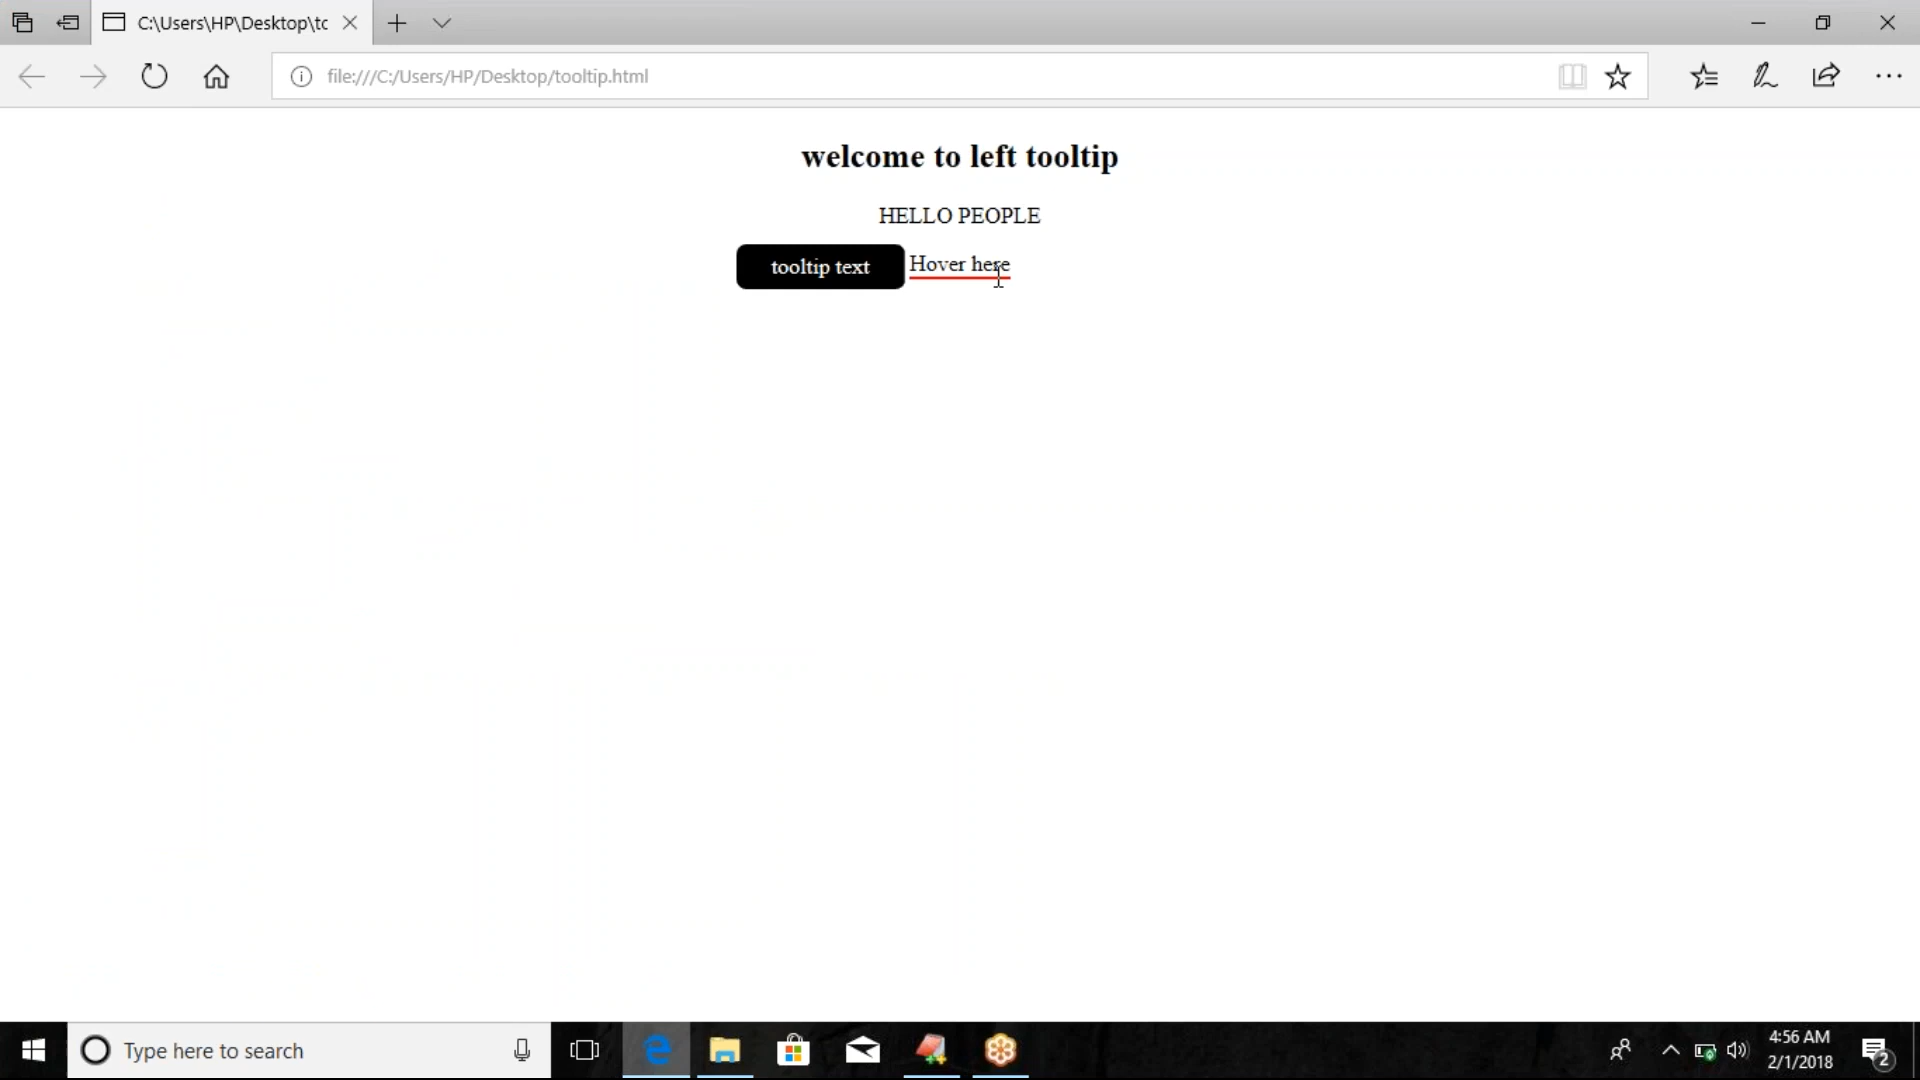 C:\Users\HP\Desktop\tc
file:///C:/Users/HP/Desktop/tooltip.html
welcome to left tooltip
HELLO PEOPLE
tooltip text Hover here
Type here to search
4:56 AM
2/1/2018
2